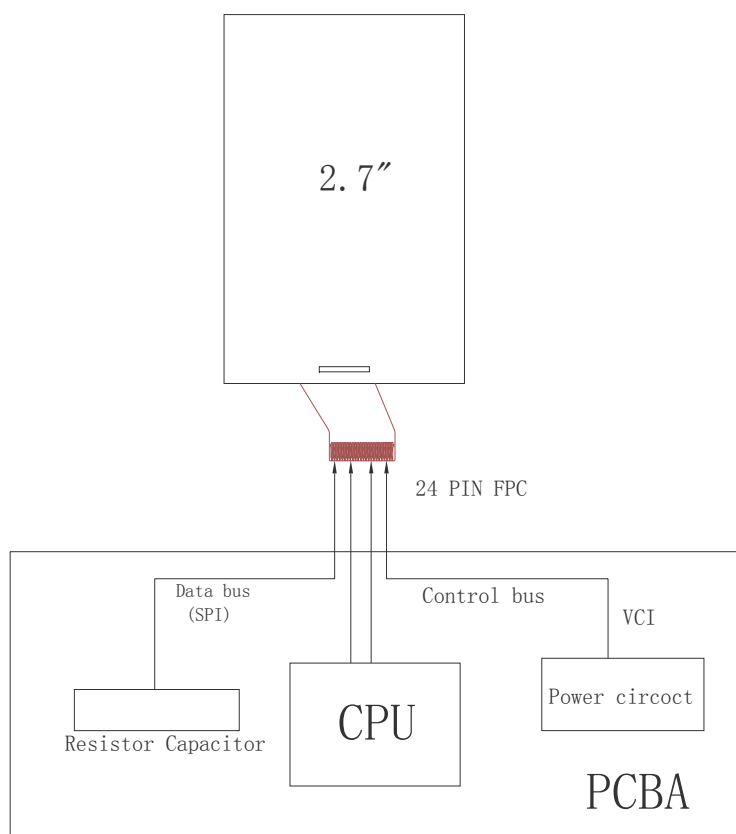 2.7″
24 PIN FPC
Data bus
(SPI)
Control bus
VCI
Resistor Capacitor
CPU
Power circoct
PCBA